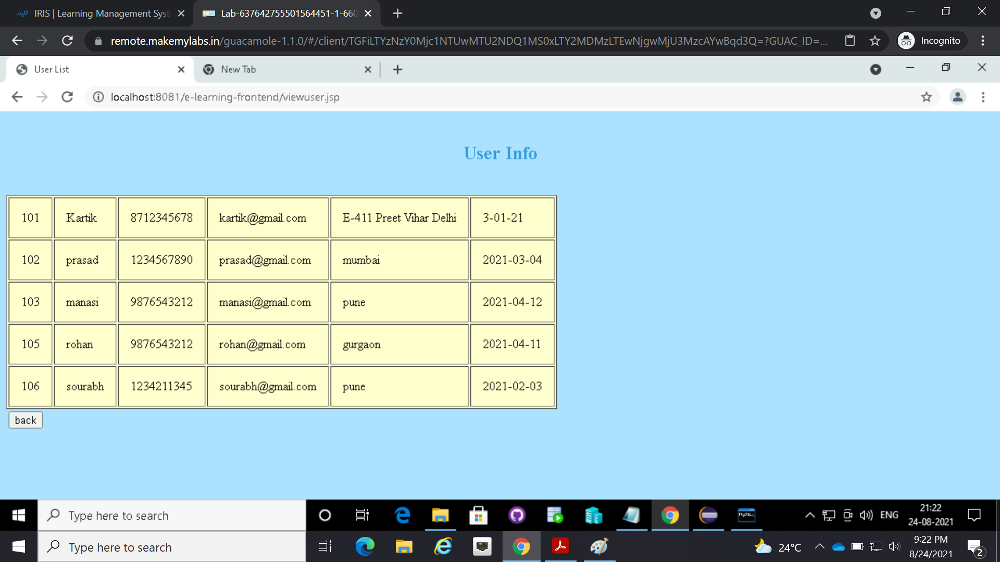 IRIS | Learning Management Syst
Lab-637642755501564451-1-660
remote.makemylabs.in/guacamole-1.1.0/#/client/TGFiLTYzNzY0Mjc1NTUwMTU2NDQ1MS0xLTY2MDMzLTEwNjgwMjU3MzcAYwBqd3Q=?GUAC_ID=...
Incognito
User List
New Tab
localhost:8081/e-learning-frontend/viewuser.jsp
User Info
101 Kartik 8712345678 kartik@gmail.com E-411 Preet Vihar Delhi 3-01-21
102 prasad 1234567890 prasad@gmail.com mumbai 2021-03-04
103 manasi 9876543212 manasi@gmail.com pune 2021-04-12
105 rohan 9876543212 rohan@gmail.com gurgaon 2021-04-11
106 sourabh 1234211345 sourabh@gmail.com pune 2021-02-03
back
Type here to search
MySQL
ENG
21:22
24-08-2021
Type here to search
24°C
9:22 PM
8/24/2021
2